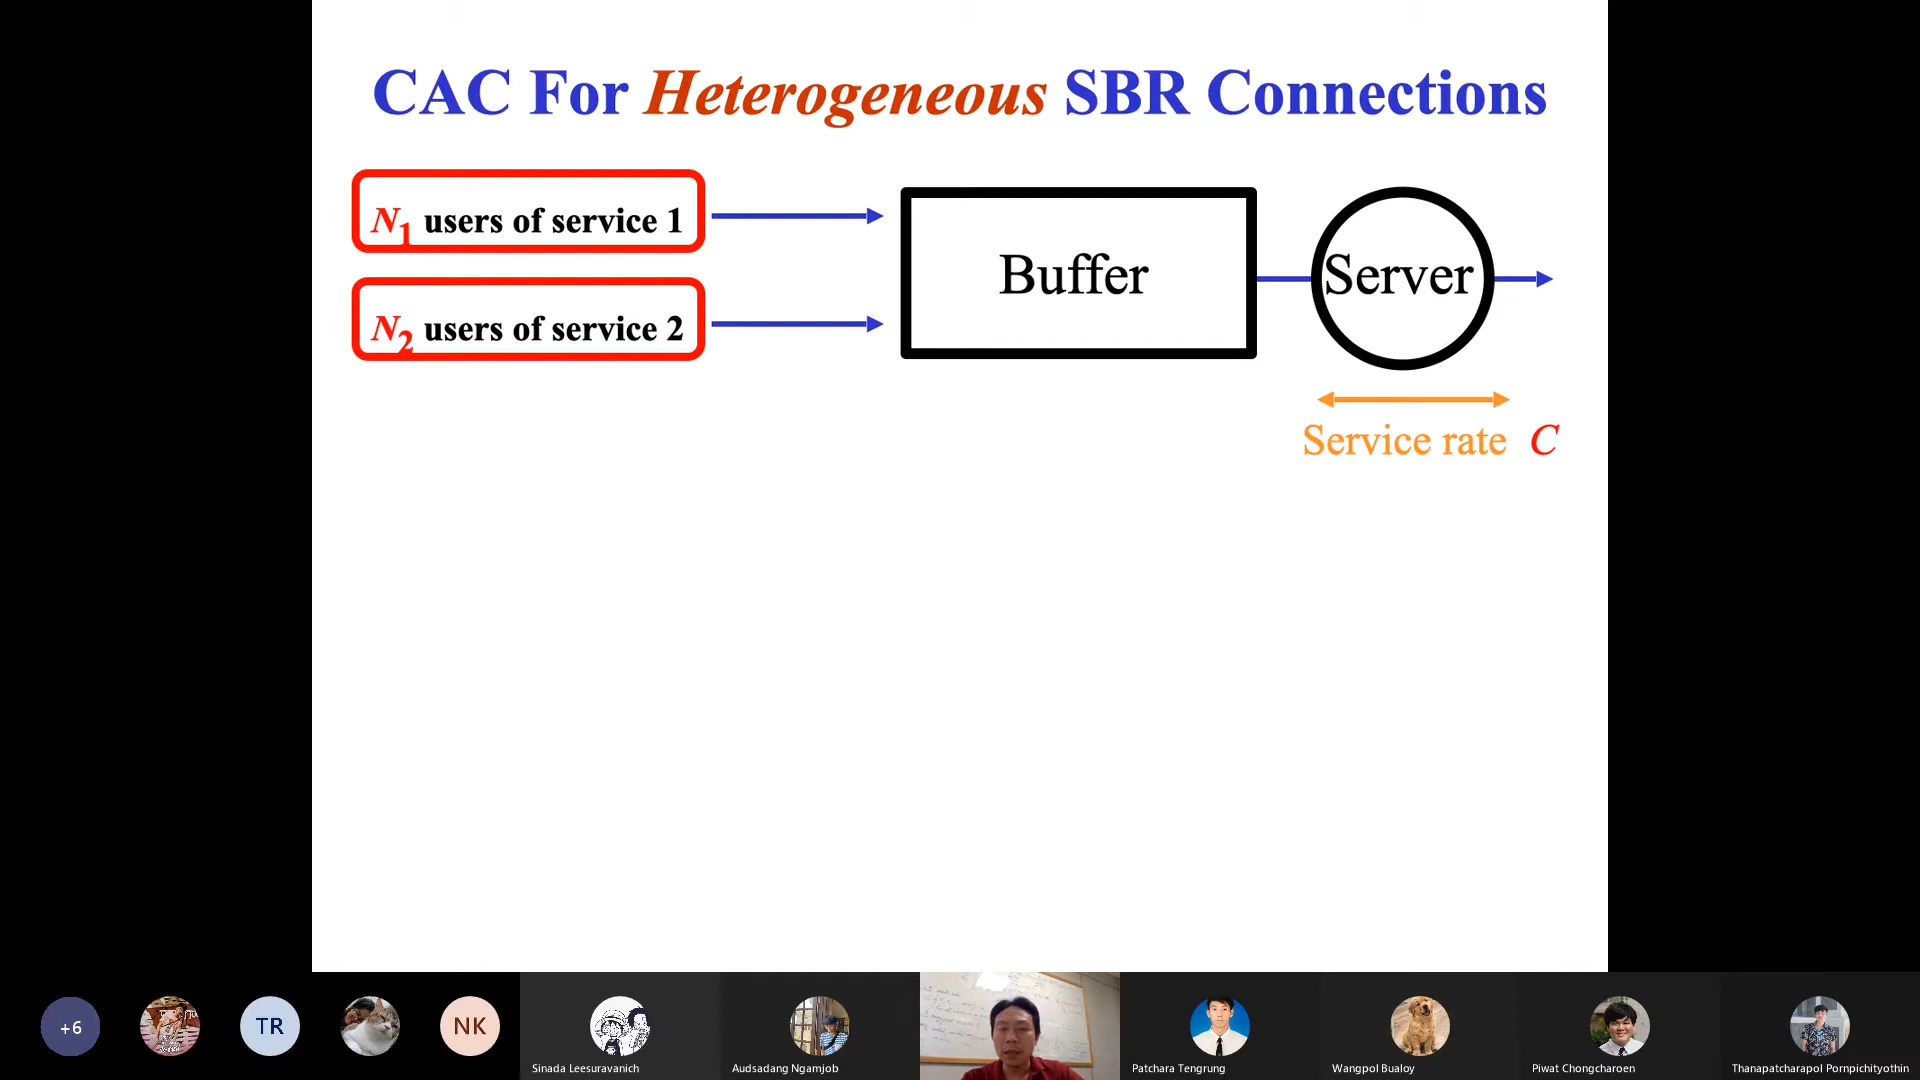 CAC For Heterogeneous SBR Connections
N1 users of service 1
N2 users of service 2
Buffer
Server
Service rate C
+6
TR
NK
Sinada Leesuravanich
Audsadang Ngamjob
Patchara Tengrung
Wangpol Bualoy
Piwat Chongcharoen
Thanapatcharapol Pornpichityothin